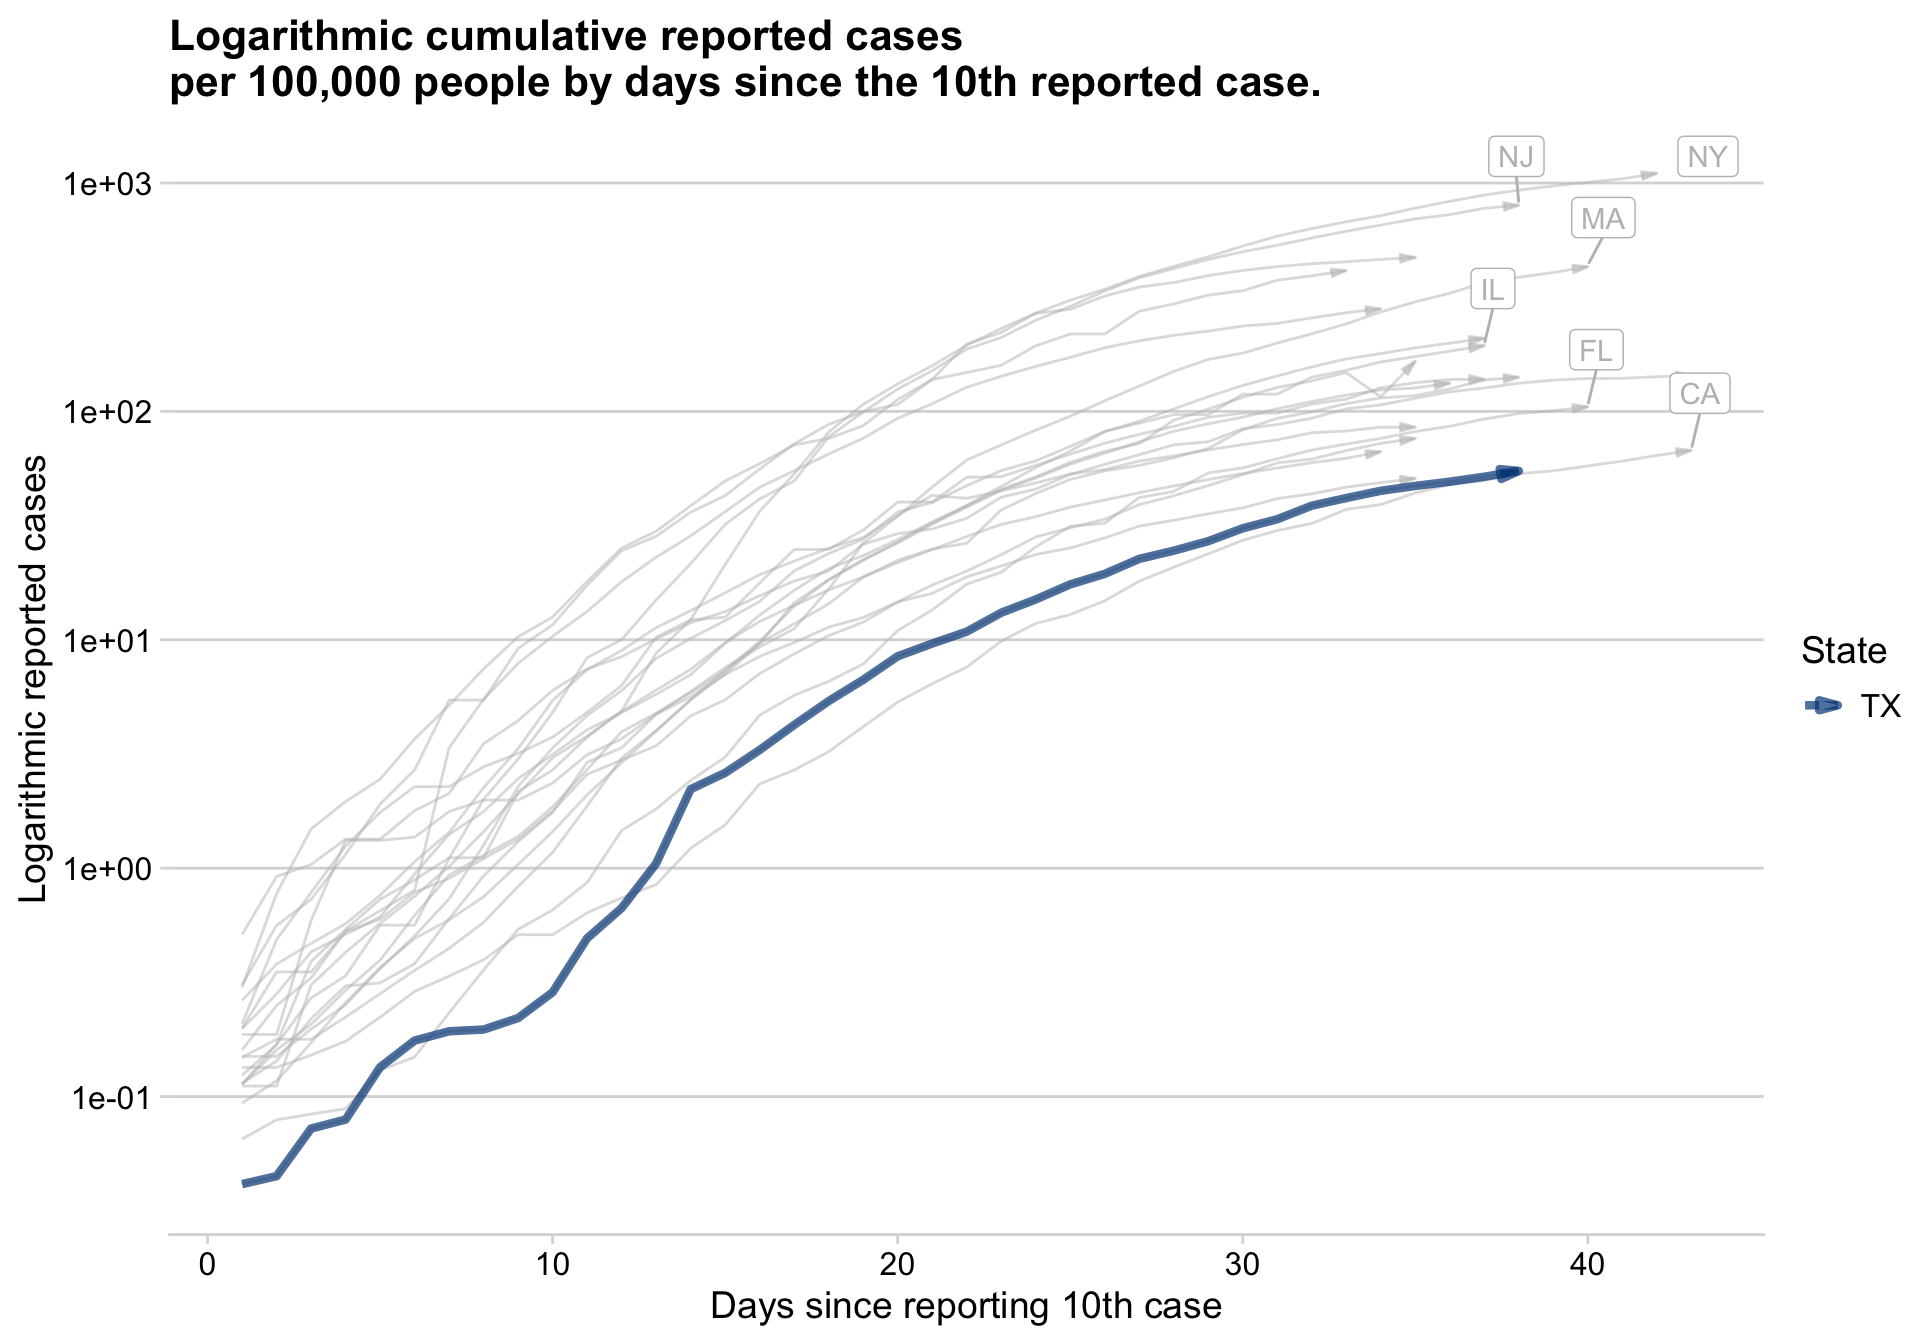 Logarithmic cumulative reported cases
per 100,000 people by days since the 10th reported case.
NJ
NY
1e+03
MA
IL
FL
CA
1e+02
Logarithmic reported cases
1e+01
State
TX
1e+00
1e-01
0 10 20 30 40
Days since reporting 10th case